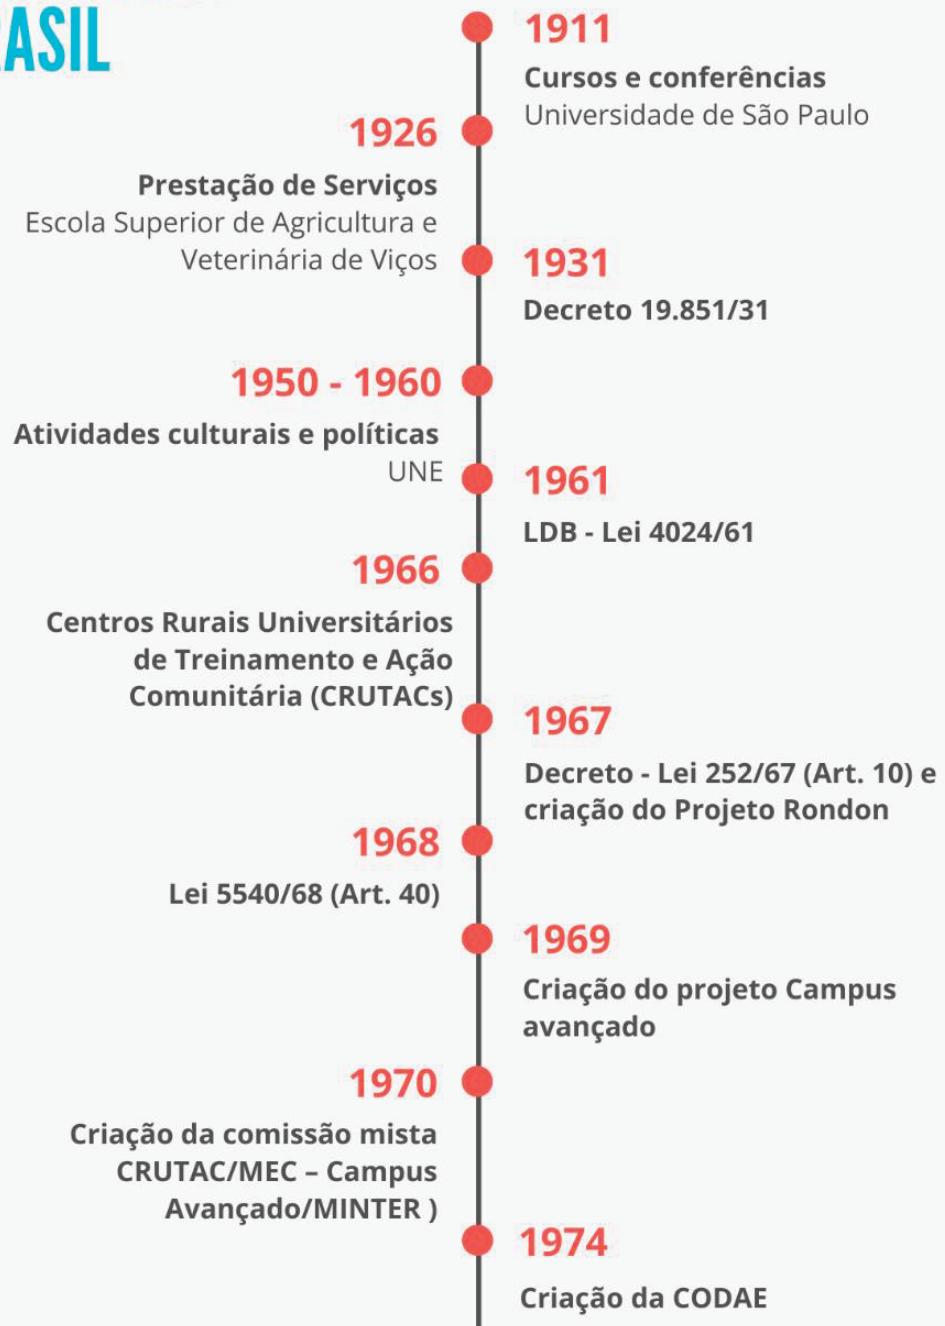 RASIL
1911
Cursos e conferências
Universidade de São Paulo
1926
Prestação de Serviços
Escola Superior de Agricultura e
Veterinária de Viços
1931
Decreto 19.851/31
1950 - 1960
Atividades culturais e políticas
UNE
1961
LDB - Lei 4024/61
1966
Centros Rurais Universitários
de Treinamento e Ação
Comunitária (CRUTACs)
1967
Decreto - Lei 252/67 (Art. 10) e
criação do Projeto Rondon
1968
Lei 5540/68 (Art. 40)
1969
Criação do projeto Campus
avançado
1970
Criação da comissão mista
CRUTAC/MEC – Campus
Avançado/MINTER )
1974
Criação da CODAE